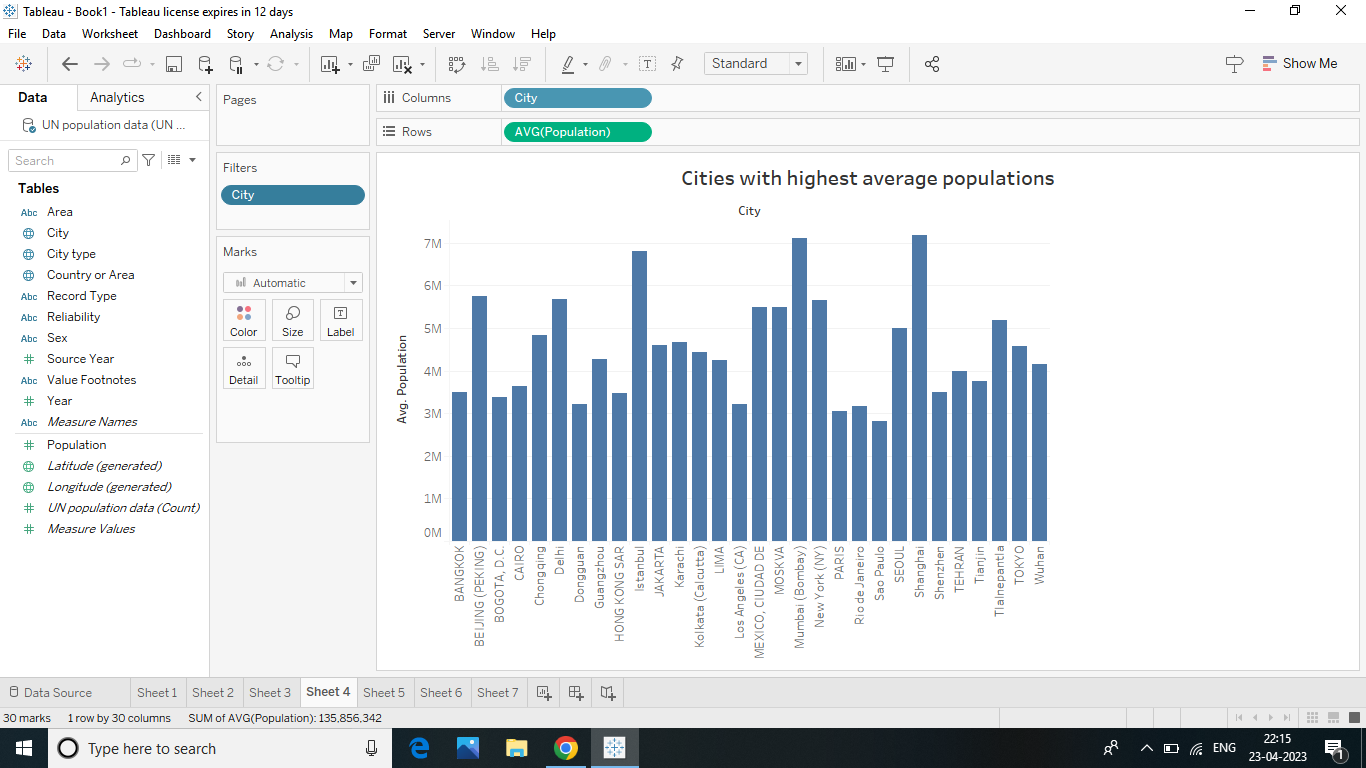 Tableau - Book1 - Tableau license expires in 12 days
File Data Worksheet Dashboard Story Analysis Map Format Server Window Help
Standard
Show Me
Data Analytics
UN population data (UN ...
Search
Tables
Abc Area
City
City type
Country or Area
Abc Record Type
Abc Reliability
Abc Sex
Source Year
Abc Value Footnotes
Year
Abc Measure Names
Population
Latitude (generated)
Longitude (generated)
UN population data (Count)
Measure Values
Pages
Filters
City
Marks
Automatic
Color Size Label
Detail Tooltip
Columns City
Rows AVG(Population)
Cities with highest average populations
City
Avg. Population
7M
6M
5M
4M
3M
2M
1M
0M
BANGKOK
BEIJING (PEKING)
BOGOTA, D.C.
CAIRO
Chongqing
Delhi
Dongguan
Guangzhou
HONG KONG SAR
Istanbul
JAKARTA
Karachi
Kolkata (Calcutta)
LIMA
Los Angeles (CA)
MEXICO, CIUDAD DE
MOSKVA
Mumbai (Bombay)
New York (NY)
PARIS
Rio de Janeiro
Sao Paulo
SEOUL
Shanghai
Shenzhen
TEHRAN
Tianjin
Tlalnepantla
TOKYO
Wuhan
Data Source Sheet 1 Sheet 2 Sheet 3 Sheet 4 Sheet 5 Sheet 6 Sheet 7
30 marks 1 row by 30 columns SUM of AVG(Population): 135,856,342
Type here to search
ENG
22:15
23-04-2023
1